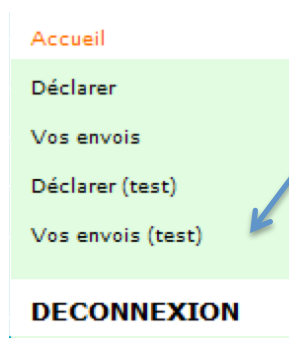 Accueil
Déclarer
Vos envois
Déclarer (test)
Vos envois (test)
DECONNEXION